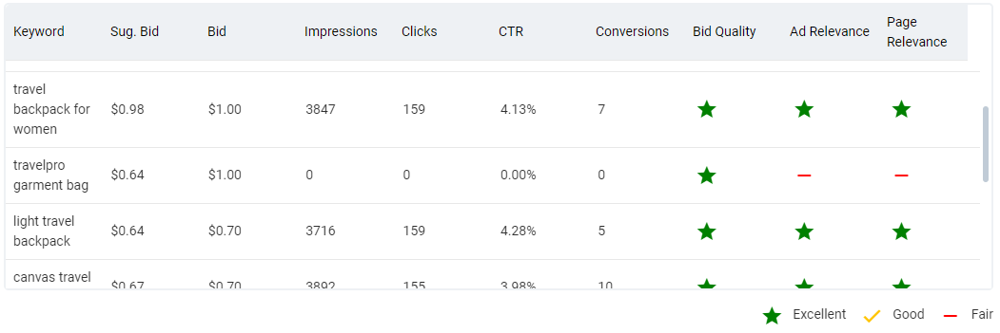 Keyword Sug. Bid Bid Impressions Clicks CTR Conversions Bid Quality Ad Relevance Page Relevance
travel backpack for women $0.98 $1.00 3847 159 4.13% 7
travelpro garment bag $0.64 $1.00 0 0 0.00% 0
light travel backpack $0.64 $0.70 3716 159 4.28% 5
canvas travel $0.67 $0.70 3892 155 3.98% 10
Excellent Good Fair